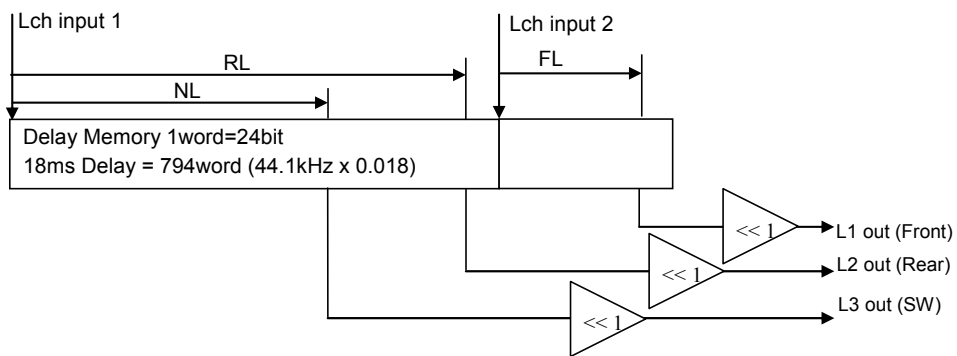 Lch input 1
Lch input 2
RL
FL
NL
Delay Memory 1word=24bit
18ms Delay = 794word (44.1kHz x 0.018)
<< 1
L1 out (Front)
<< 1
L2 out (Rear)
<< 1
L3 out (SW)